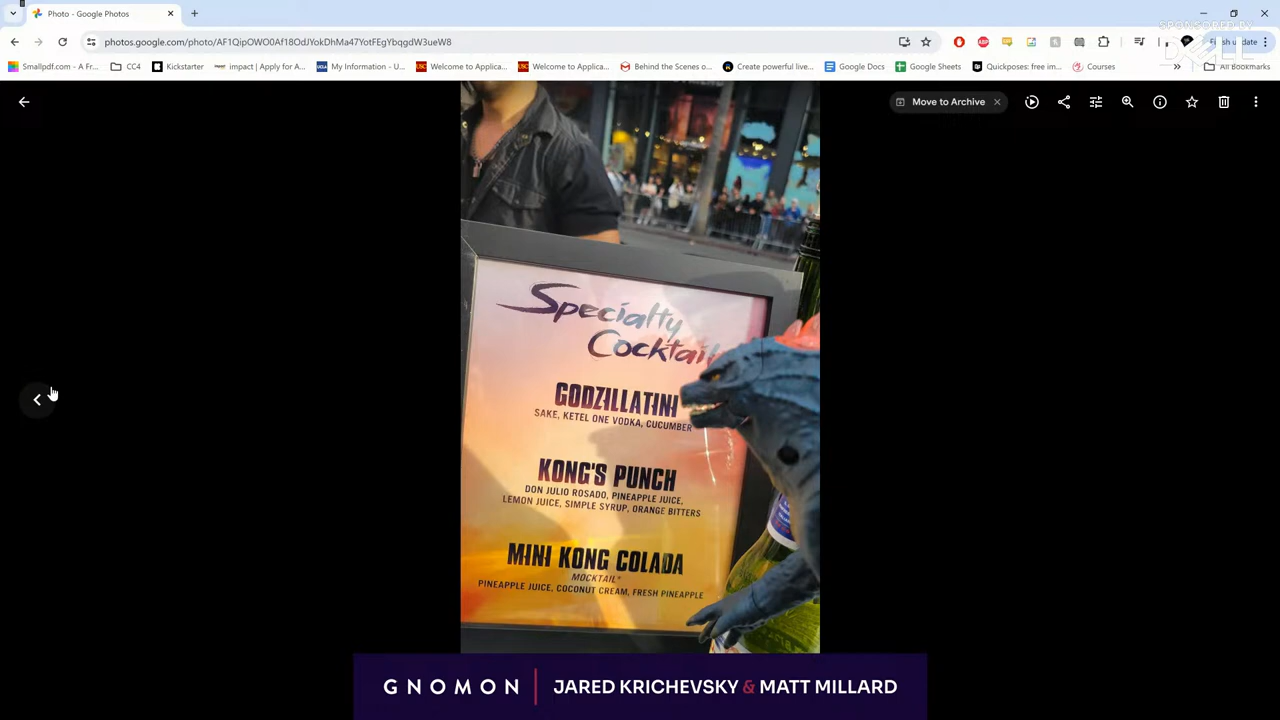 Photo - Google Photos
SPONSORED BY
DELL
photos.google.com/photo/AF1QipOWO0Af18OdJYokDhMa47YotFEgYbqgdW3ueW8
Smallpdf.com - A Fr...
CC4
Kickstarter
impact | Apply for A...
My Information - U...
Welcome to Applica...
Welcome to Applica...
Behind the Scenes o...
Create powerful live...
Google Docs
Google Sheets
Quickposes: free im...
Courses
All Bookmarks
Move to Archive
Specialty
Cocktail
GODZILLATINI
SAKE, KETEL ONE VODKA, CUCUMBER
KONG'S PUNCH
DON JULIO ROSADO, PINEAPPLE JUICE,
LEMON JUICE, SIMPLE SYRUP, ORANGE BITTERS
MINI KONG COLADA
MOCKTAIL*
PINEAPPLE JUICE, COCONUT CREAM, FRESH PINEAPPLE
GNOMON | JARED KRICHEVSKY & MATT MILLARD